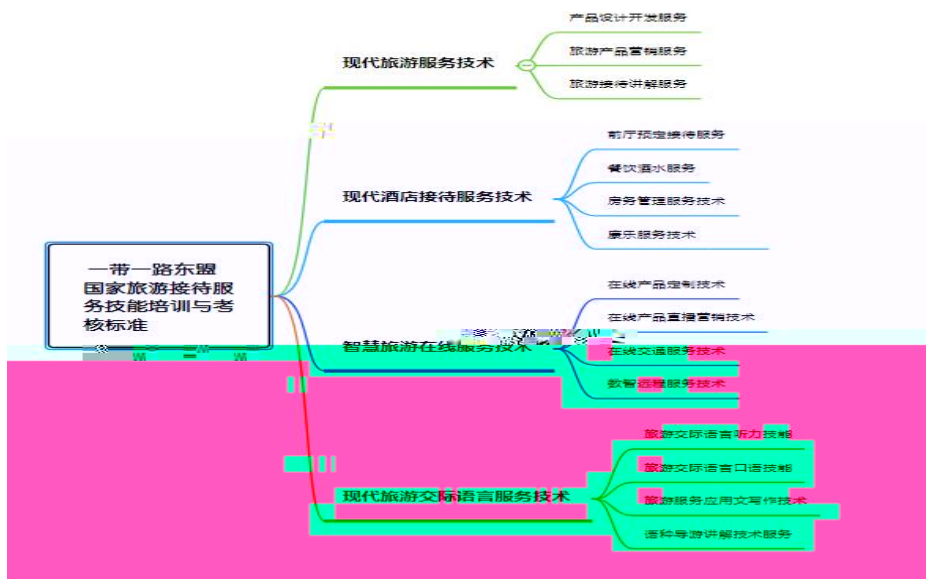 产品设计开发服务
现代旅游服务技术
旅游产品营销服务
旅游接待讲解服务
前厅预定接待服务
餐饮酒水服务
现代酒店接待服务技术
房务管理服务技术
康乐服务技术
一带一路东盟
国家旅游接待服
务技能培训与考
核标准
在线产品定制技术
在线产品直播营销技术
智慧旅游在线服务技术
在线交通服务技术
数智远程服务技术
旅游交际语言听力技能
旅游交际语言口语技能
现代旅游交际语言服务技术
旅游服务应用文写作技术
语种导游讲解技术服务